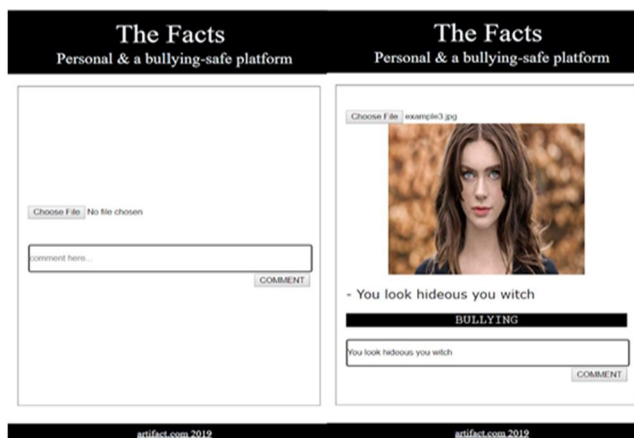 The Facts
Personal & a bullying-safe platform
Choose File No file chosen
comment here...
COMMENT
artifact.com 2019
The Facts
Personal & a bullying-safe platform
Choose File example3.jpg
- You look hideous you witch
BULLYING
You look hideous you witch
COMMENT
artifact.com 2019